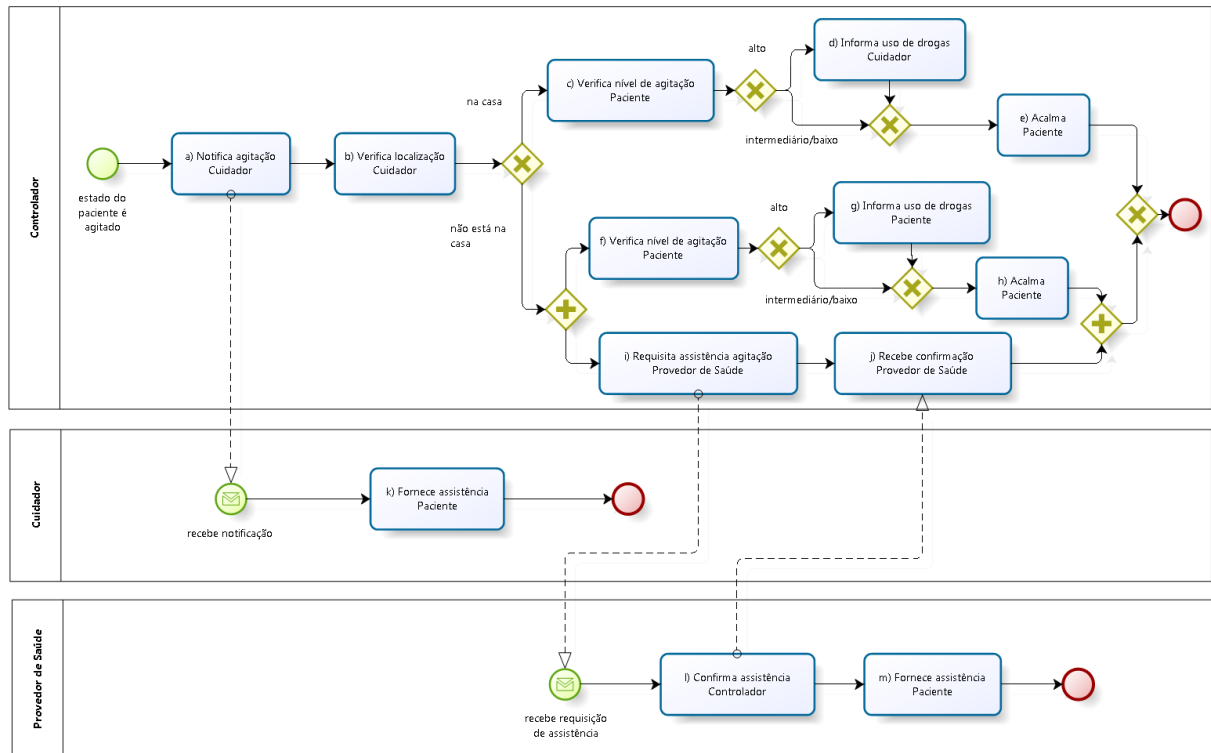 Controlador
estado do
paciente é
agitado
a) Notifica agitação
Cuidador
b) Verifica localização
Cuidador
na casa
não está na
casa
c) Verifica nível de agitação
Paciente
alto
intermediário/baixo
d) Informa uso de drogas
Cuidador
e) Acalma
Paciente
f) Verifica nível de agitação
Paciente
alto
intermediário/baixo
g) Informa uso de drogas
Paciente
h) Acalma
Paciente
i) Requisita assistência agitação
Provedor de Saúde
j) Recebe confirmação
Provedor de Saúde
Cuidador
recebe notificação
k) Fornece assistência
Paciente
Provedor de Saúde
recebe requisição
de assistência
l) Confirma assistência
Controlador
m) Fornece assistência
Paciente